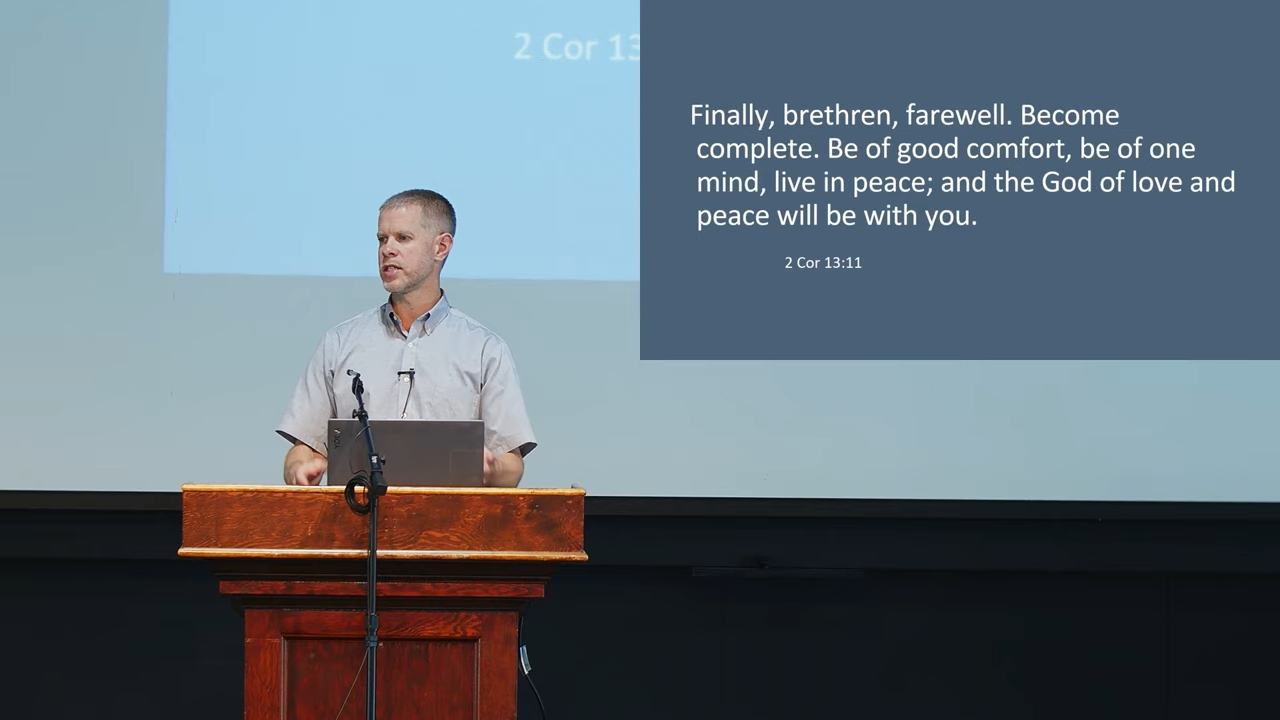 2 Cor 13
Finally, brethren, farewell. Become
complete. Be of good comfort, be of one
mind, live in peace; and the God of love and
peace will be with you.
2 Cor 13:11